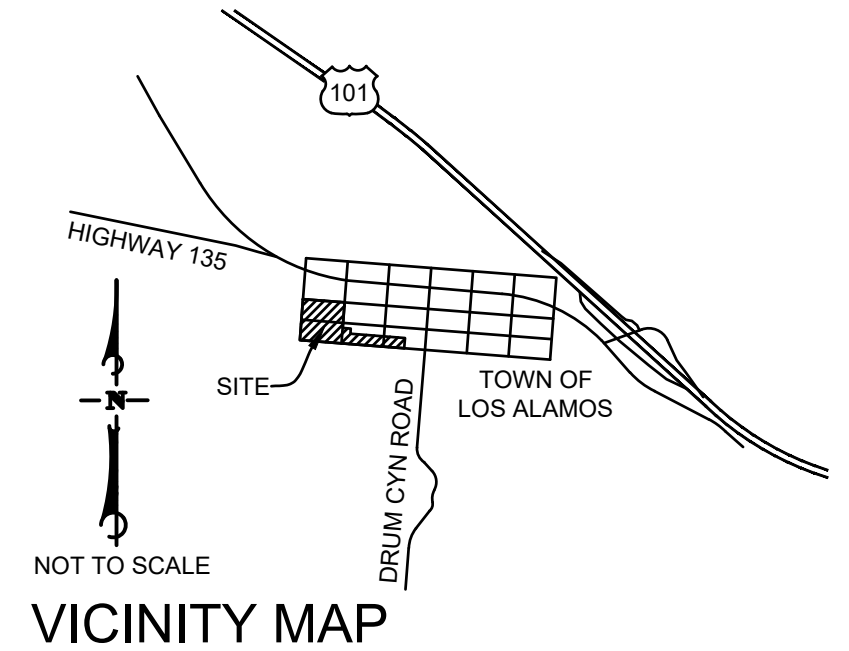 101
HIGHWAY 135
SITE
TOWN OF
LOS ALAMOS
DRUM CYN ROAD
N
NOT TO SCALE
VICINITY MAP